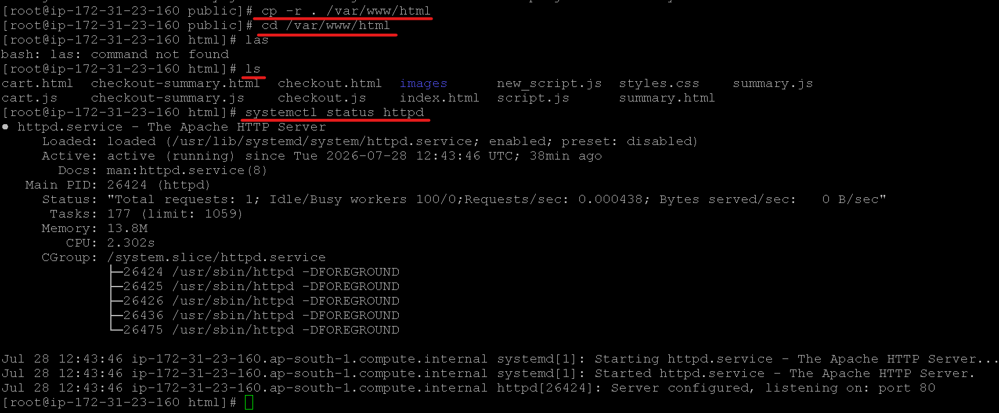 [root@ip-172-31-23-160 public]# cp -r . /var/www/html
[root@ip-172-31-23-160 public]# cd /var/www/html
[root@ip-172-31-23-160 html]# las
bash: las: command not found
[root@ip-172-31-23-160 html]# ls
cart.html  checkout-summary.html  checkout.html  images      new_script.js  styles.css    summary.js
cart.js    checkout-summary.js    checkout.js    index.html  script.js      summary.html
[root@ip-172-31-23-160 html]# systemctl status httpd
● httpd.service - The Apache HTTP Server
     Loaded: loaded (/usr/lib/systemd/system/httpd.service; enabled; preset: disabled)
     Active: active (running) since Tue 2026-07-28 12:43:46 UTC; 38min ago
       Docs: man:httpd.service(8)
   Main PID: 26424 (httpd)
     Status: "Total requests: 1; Idle/Busy workers 100/0;Requests/sec: 0.000438; Bytes served/sec:   0 B/sec"
      Tasks: 177 (limit: 1059)
     Memory: 13.8M
        CPU: 2.302s
     CGroup: /system.slice/httpd.service
             ├─26424 /usr/sbin/httpd -DFOREGROUND
             ├─26425 /usr/sbin/httpd -DFOREGROUND
             ├─26426 /usr/sbin/httpd -DFOREGROUND
             ├─26436 /usr/sbin/httpd -DFOREGROUND
             └─26475 /usr/sbin/httpd -DFOREGROUND
Jul 28 12:43:46 ip-172-31-23-160.ap-south-1.compute.internal systemd[1]: Starting httpd.service - The Apache HTTP Server...
Jul 28 12:43:46 ip-172-31-23-160.ap-south-1.compute.internal systemd[1]: Started httpd.service - The Apache HTTP Server.
Jul 28 12:43:46 ip-172-31-23-160.ap-south-1.compute.internal httpd[26424]: Server configured, listening on: port 80
[root@ip-172-31-23-160 html]#